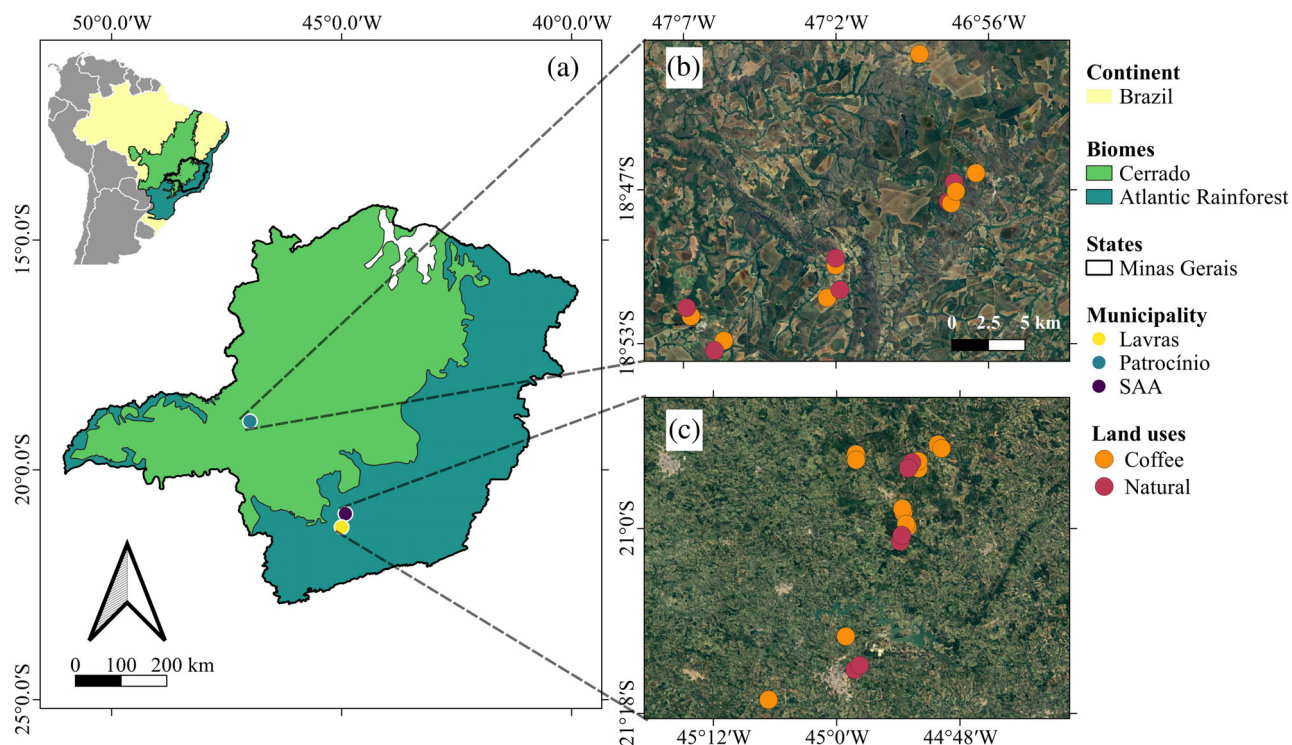 50°0.0'W 45°0.0'W 40°0.0'W
(a)
15°0.0'S
20°0.0'S
25°0.0'S
0 100 200 km
47°7'W 47°2'W 46°56'W
(b)
18°47'S
18°53'S
0 2.5 5 km
(c)
21°0'S
21°18'S
45°12'W 45°0'W 44°48'W
Continent
Brazil
Biomes
Cerrado
Atlantic Rainforest
States
Minas Gerais
Municipality
Lavras
Patrocínio
SAA
Land uses
Coffee
Natural